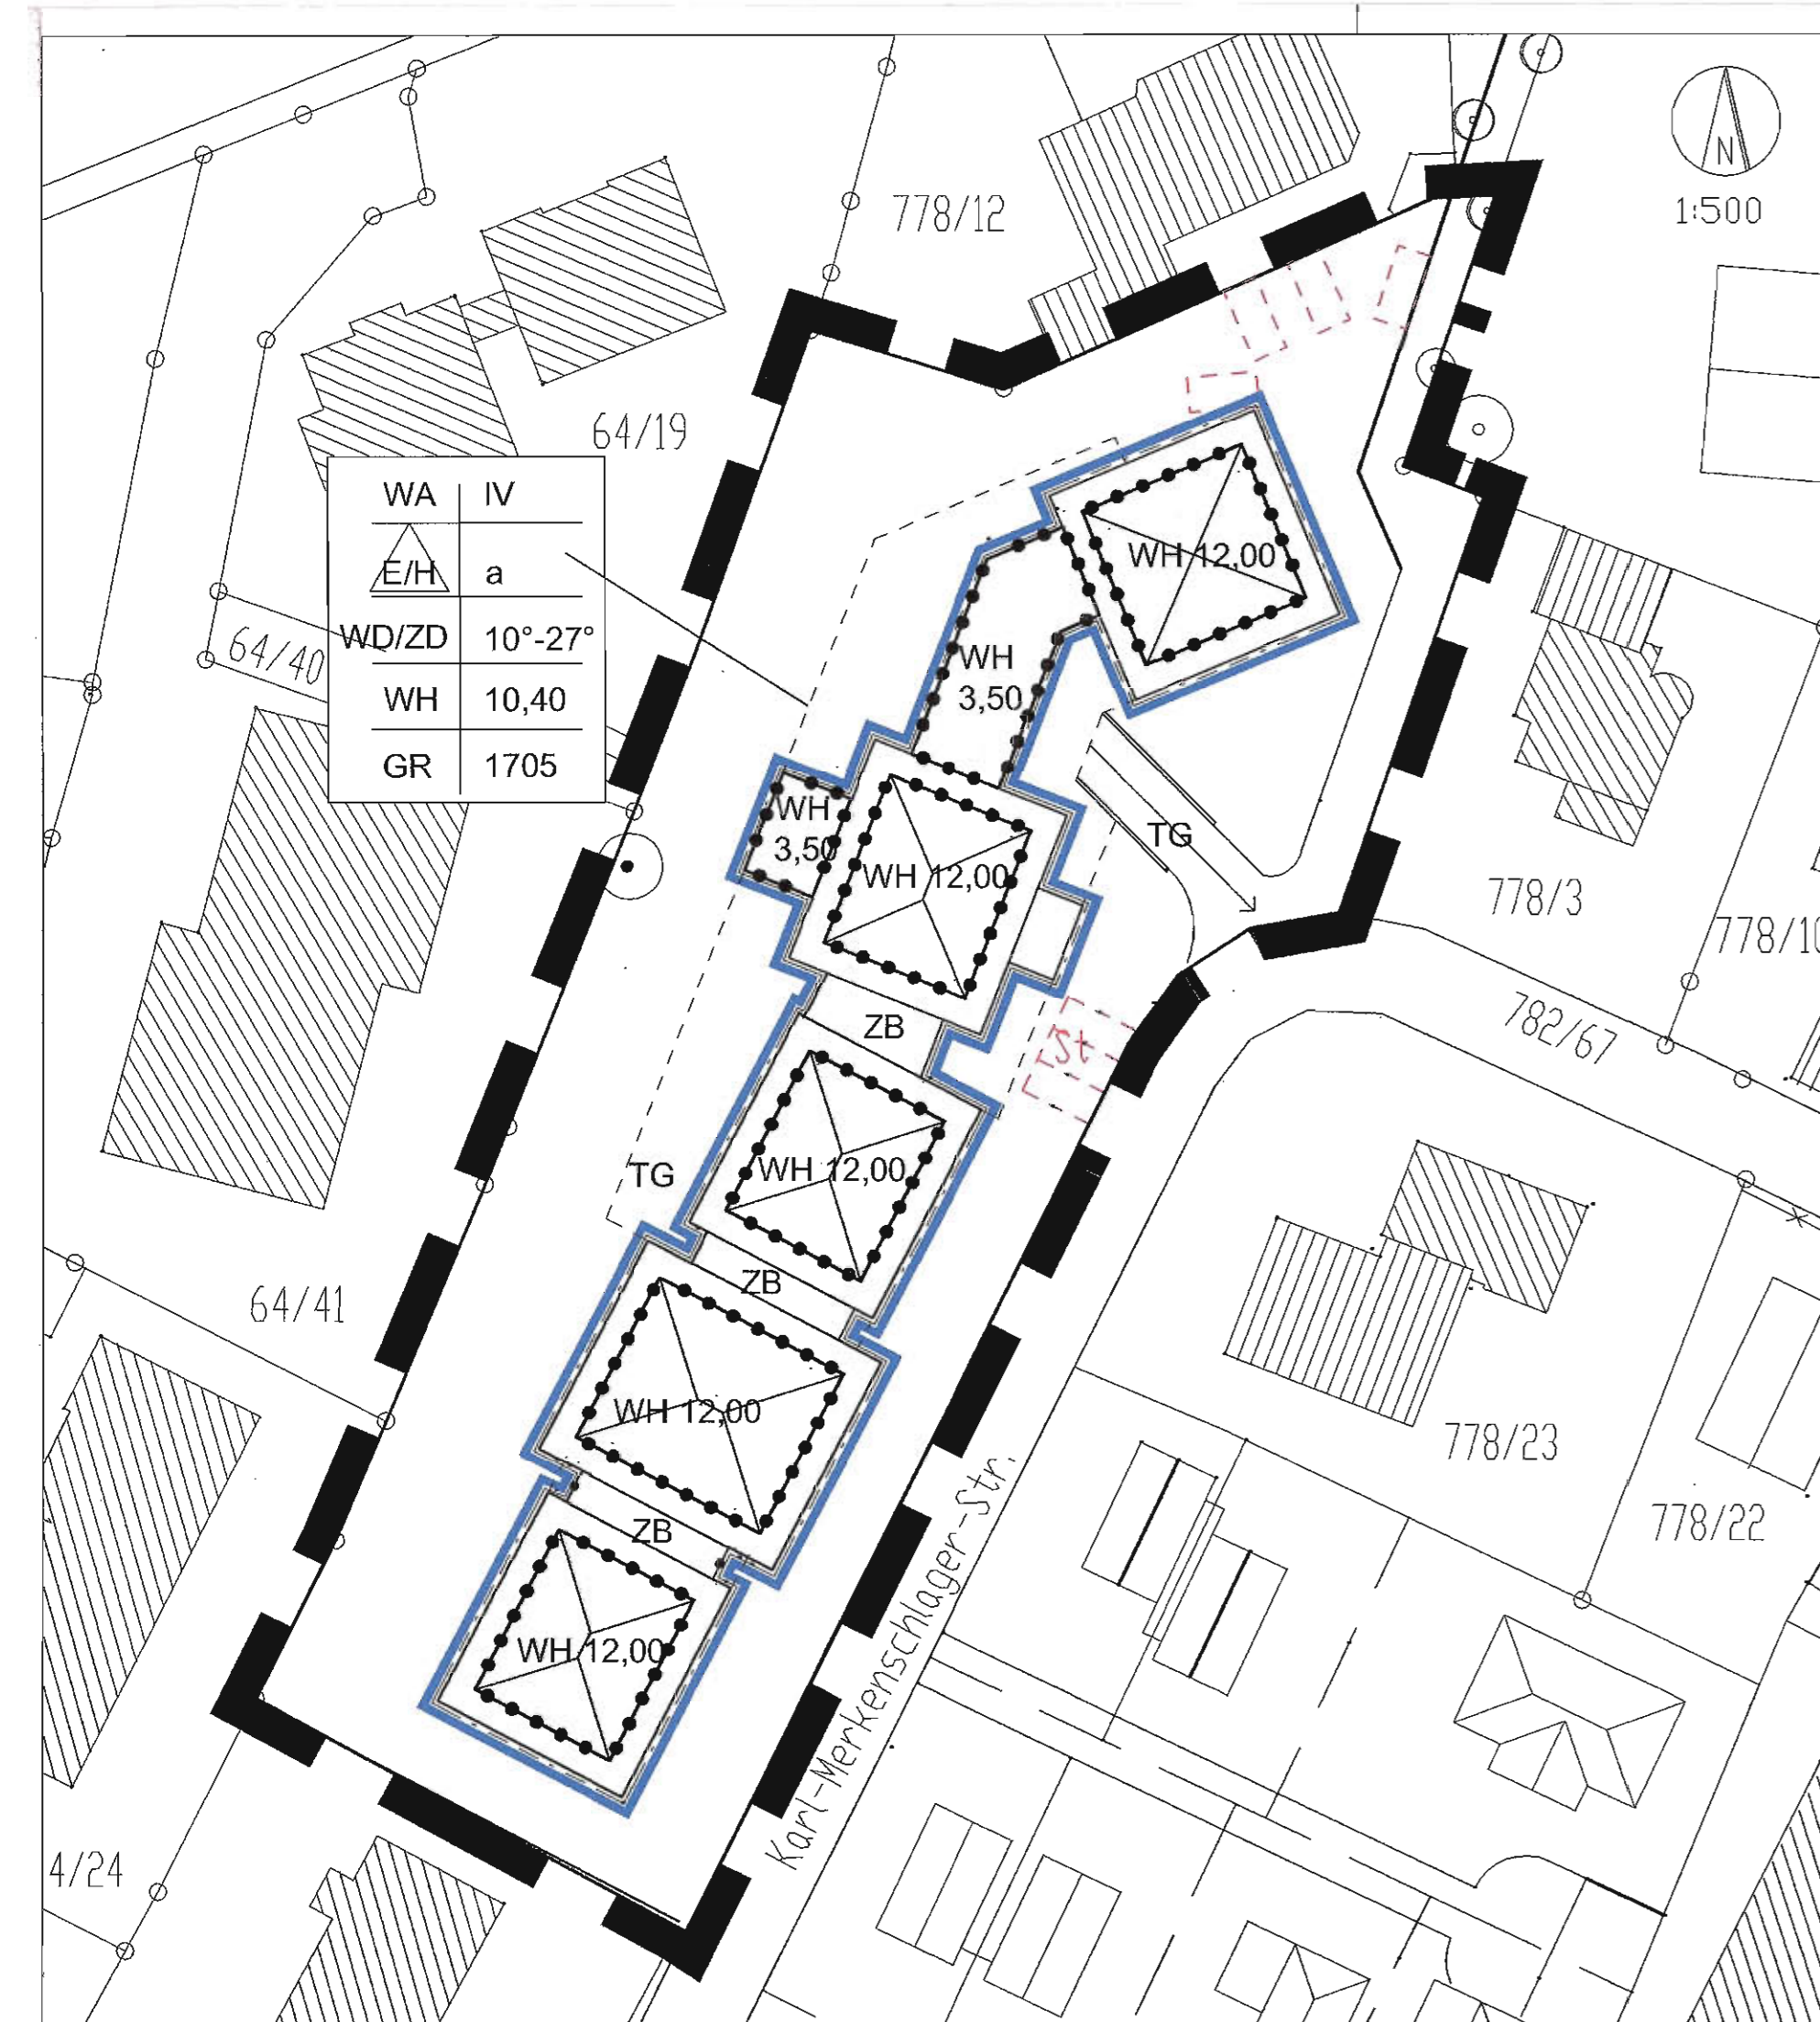 778/12
N
1:500
64/19
WA IV
E/H a
WD/ZD 10°-27°
WH 10,40
GR 1705
64/40
WH 12,00
WH
3,50
WH
3,50
WH 12,00
TG
778/3
782/67
ZB
St
WH 12,00
TG
ZB
64/41
WH 12,00
778/23
778/22
ZB
WH 12,00
Karl-Merkenschlager-Str.
4/24